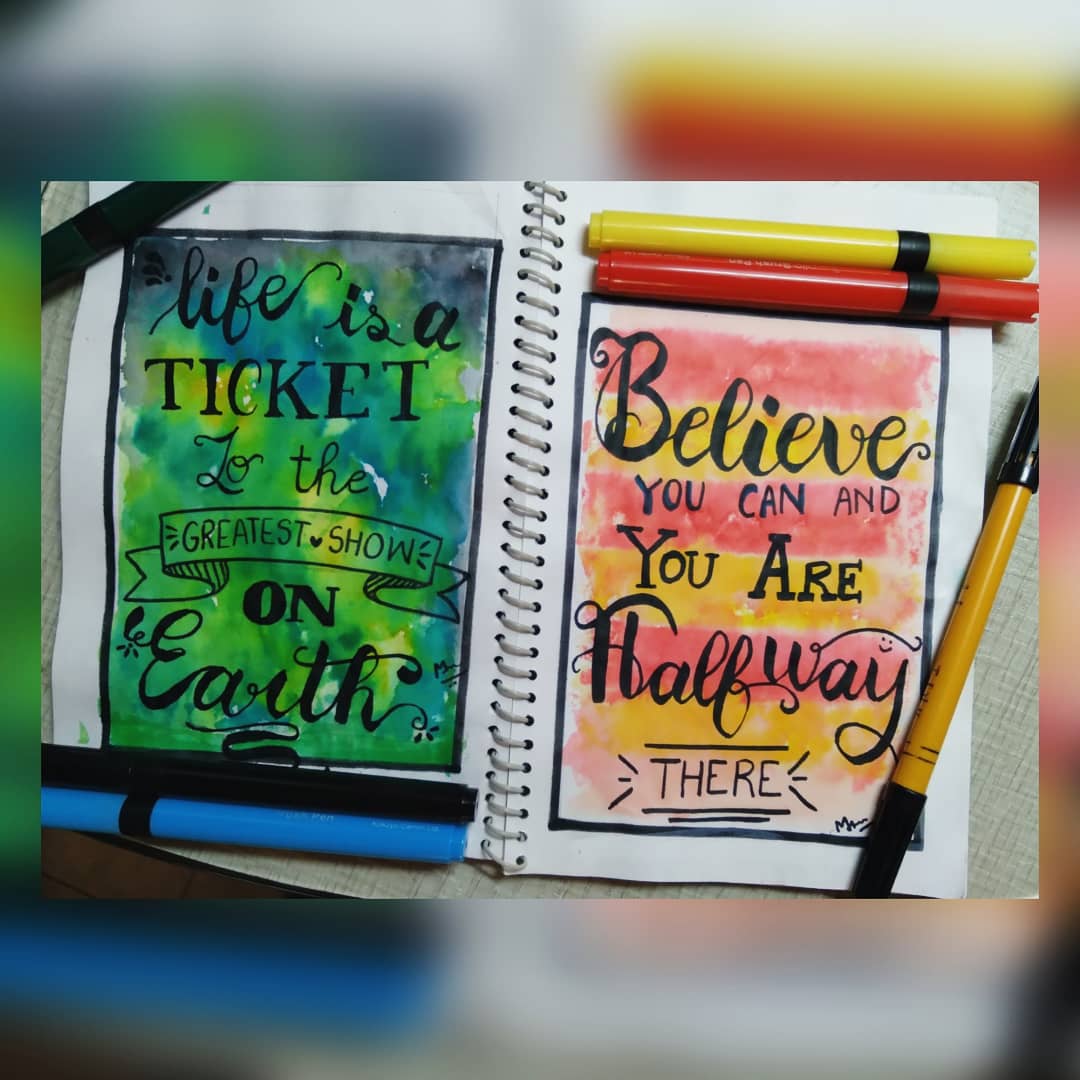 life is a
TICKET
To the
GREATEST SHOW
ON
Earth
Believe
YOU CAN AND
YOU ARE
Halfway
THERE